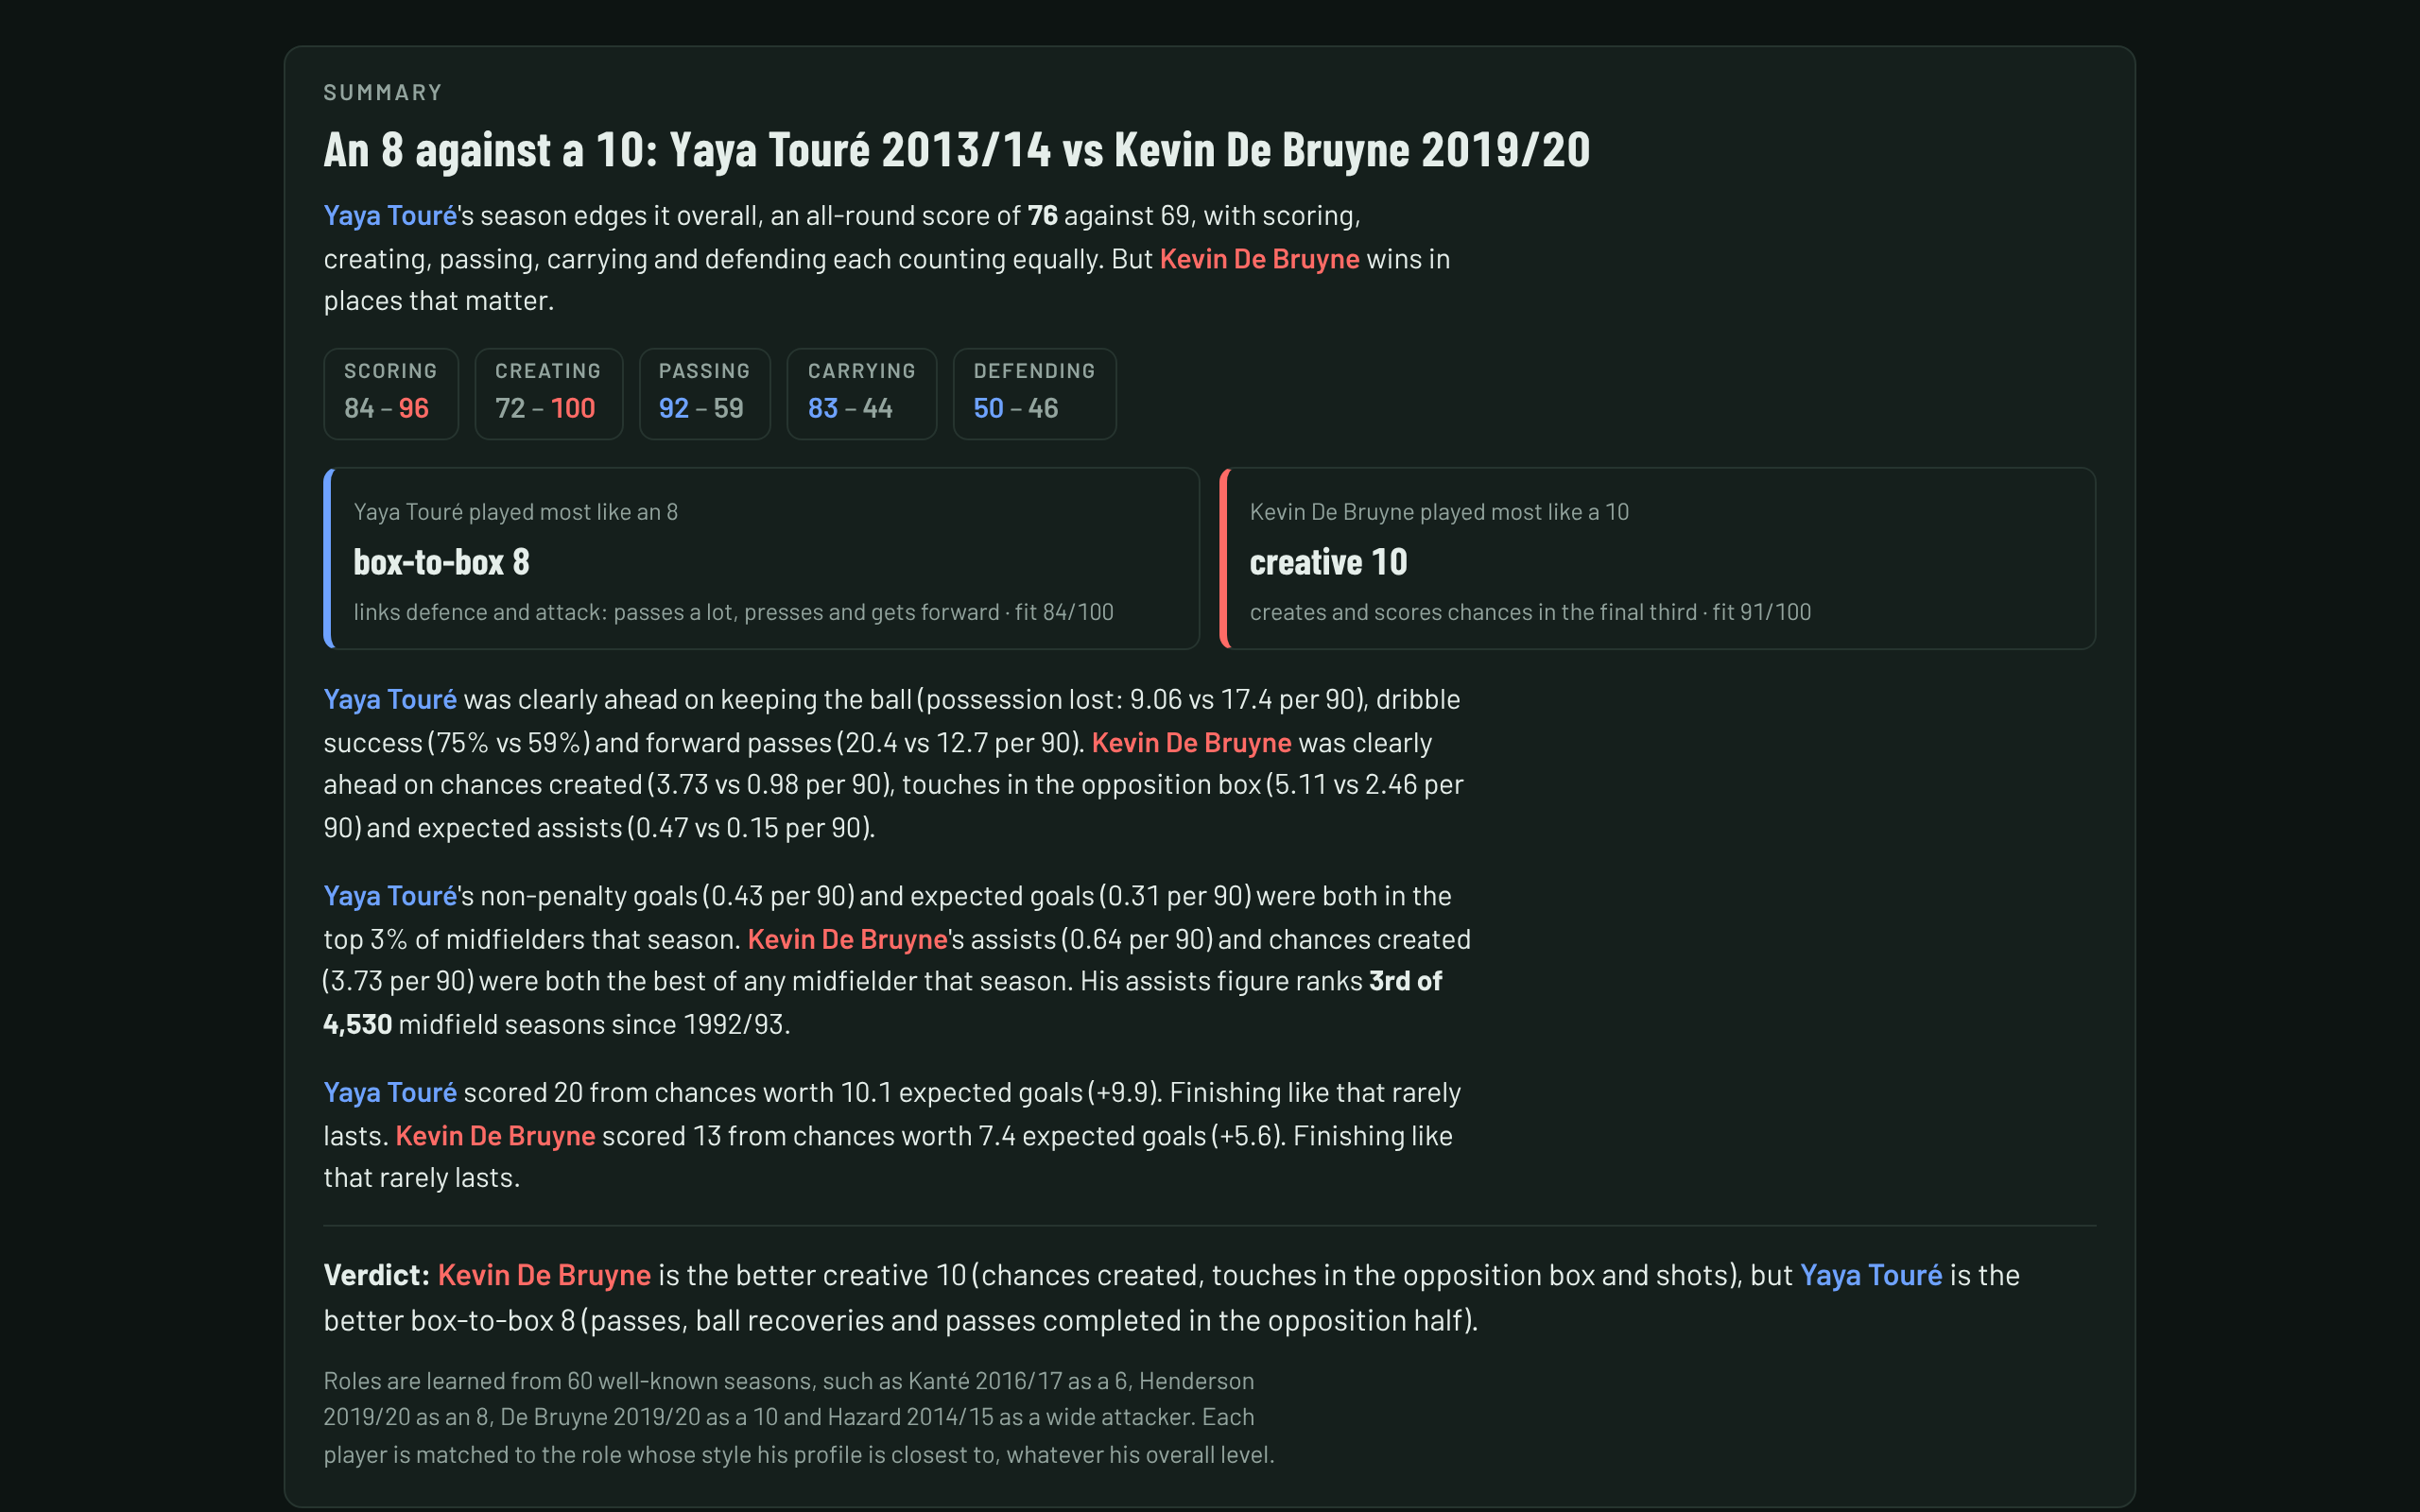 SUMMARY
An 8 against a 10: Yaya Touré 2013/14 vs Kevin De Bruyne 2019/20
Yaya Touré's season edges it overall, an all-round score of 76 against 69, with scoring,
creating, passing, carrying and defending each counting equally. But Kevin De Bruyne wins in
places that matter.
SCORING
84 – 96
CREATING
72 – 100
PASSING
92 – 59
CARRYING
83 – 44
DEFENDING
50 – 46
Yaya Touré played most like an 8
box-to-box 8
links defence and attack: passes a lot, presses and gets forward · fit 84/100
Kevin De Bruyne played most like a 10
creative 10
creates and scores chances in the final third · fit 91/100
Yaya Touré was clearly ahead on keeping the ball (possession lost: 9.06 vs 17.4 per 90), dribble
success (75% vs 59%) and forward passes (20.4 vs 12.7 per 90). Kevin De Bruyne was clearly
ahead on chances created (3.73 vs 0.98 per 90), touches in the opposition box (5.11 vs 2.46 per
90) and expected assists (0.47 vs 0.15 per 90).
Yaya Touré's non-penalty goals (0.43 per 90) and expected goals (0.31 per 90) were both in the
top 3% of midfielders that season. Kevin De Bruyne's assists (0.64 per 90) and chances created
(3.73 per 90) were both the best of any midfielder that season. His assists figure ranks 3rd of
4,530 midfield seasons since 1992/93.
Yaya Touré scored 20 from chances worth 10.1 expected goals (+9.9). Finishing like that rarely
lasts. Kevin De Bruyne scored 13 from chances worth 7.4 expected goals (+5.6). Finishing like
that rarely lasts.
Verdict: Kevin De Bruyne is the better creative 10 (chances created, touches in the opposition box and shots), but Yaya Touré is the
better box-to-box 8 (passes, ball recoveries and passes completed in the opposition half).
Roles are learned from 60 well-known seasons, such as Kanté 2016/17 as a 6, Henderson
2019/20 as an 8, De Bruyne 2019/20 as a 10 and Hazard 2014/15 as a wide attacker. Each
player is matched to the role whose style his profile is closest to, whatever his overall level.